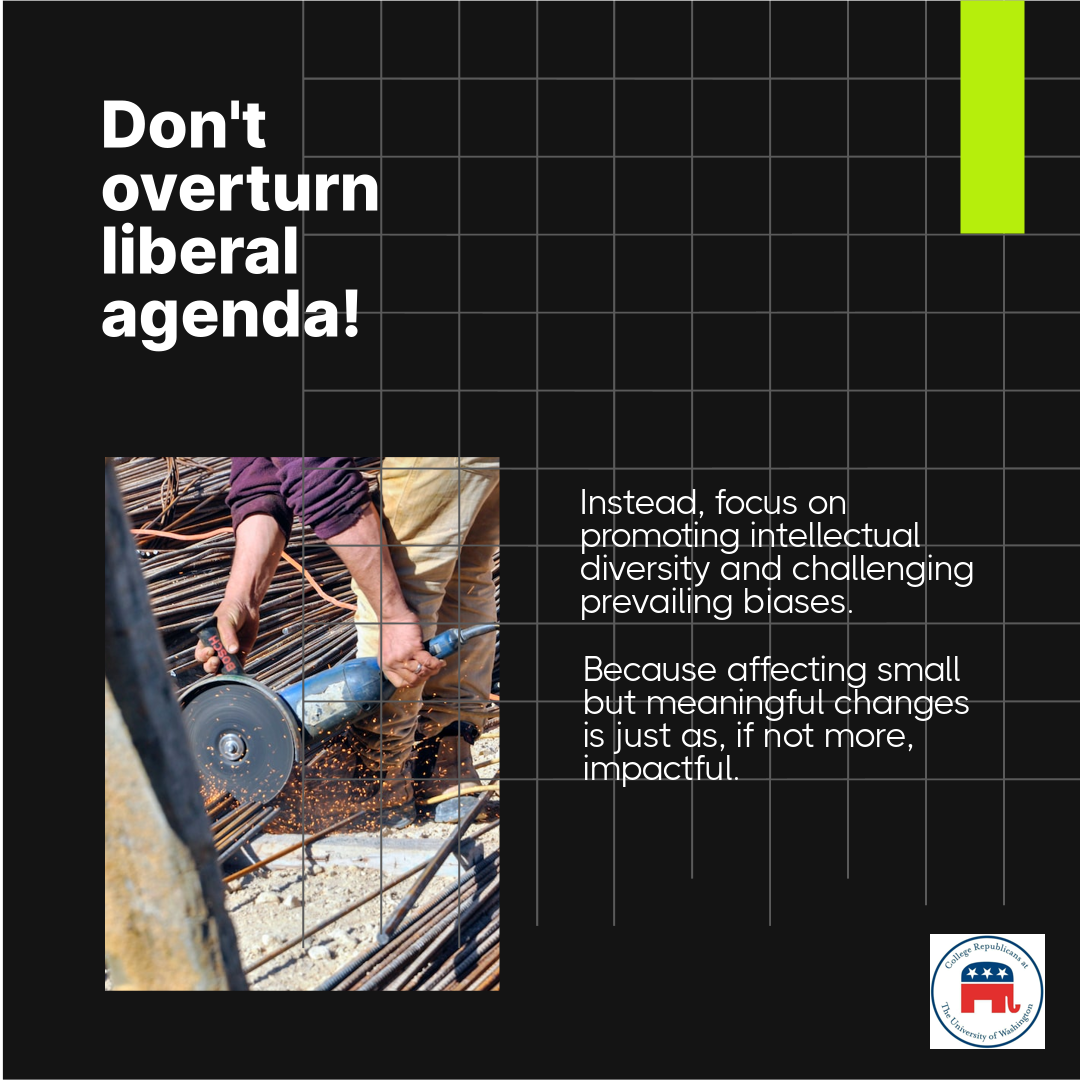 Don't
overturn
liberal
agenda!
Instead, focus on
promoting intellectual
diversity and challenging
prevailing biases.
Because affecting small
but meaningful changes
is just as, if not more,
impactful.
BOSCH
College Republicans at
The University of Washington